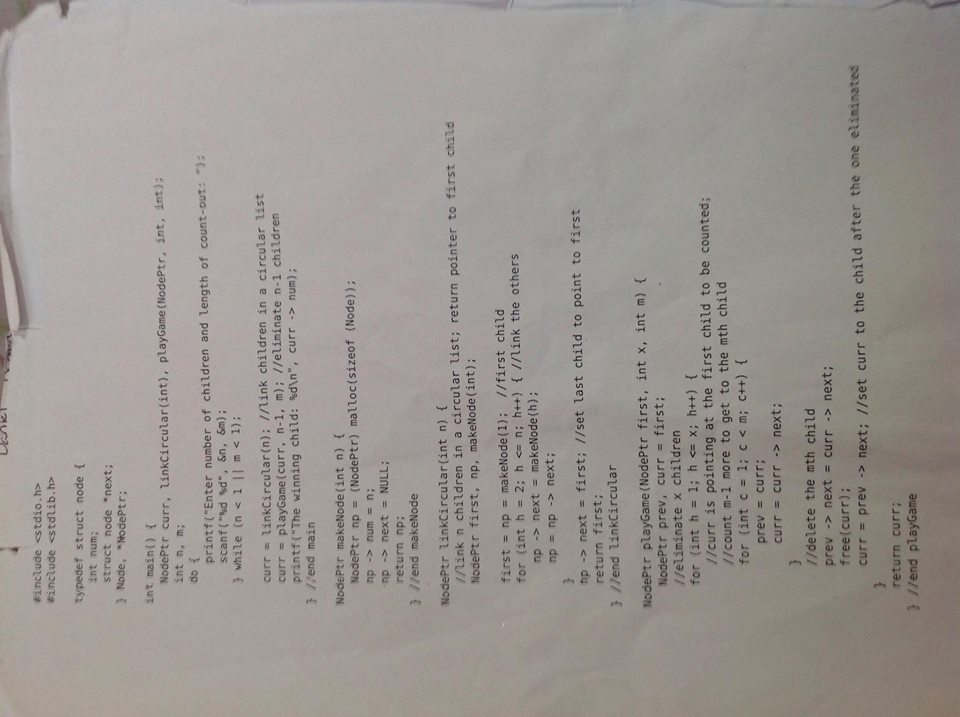 #include <stdio.h>
#include <stdlib.h>
typedef struct node {
int num;
struct node *next;
} Node, *NodePtr;
int main() {
NodePtr curr, linkCircular(int), playGame(NodePtr, int, int);
int n, m;
do {
printf("Enter number of children and length of count-out: ");
scanf("%d %d", &n, &m);
} while (n < 1 || m < 1);
curr = linkCircular(n); //link children in a circular list
curr = playGame(curr, n-1, m); //eliminate n-1 children
printf("The winning child: %d\n", curr -> num);
} //end main
NodePtr makeNode(int n) {
NodePtr np = (NodePtr) malloc(sizeof (Node));
np -> num = n;
np -> next = NULL;
return np;
} //end makeNode
NodePtr linkCircular(int n) {
//link n children in a circular list; return pointer to first child
NodePtr first, np, makeNode(int);
first = np = makeNode(1); //first child
for (int h = 2; h <= n; h++) { //link the others
np -> next = makeNode(h);
np = np -> next;
}
np -> next = first; //set last child to point to first
return first;
} //end linkCircular
NodePtr playGame(NodePtr first, int x, int m) {
NodePtr prev, curr = first;
//eliminate x children
for (int h = 1; h <= x; h++) {
//curr is pointing at the first child to be counted;
//count m-1 more to get to the mth child
for (int c = 1; c < m; c++) {
prev = curr;
curr = curr -> next;
}
//delete the mth child
prev -> next = curr -> next;
free(curr);
curr = prev -> next; //set curr to the child after the one eliminated
}
return curr;
} //end playGame